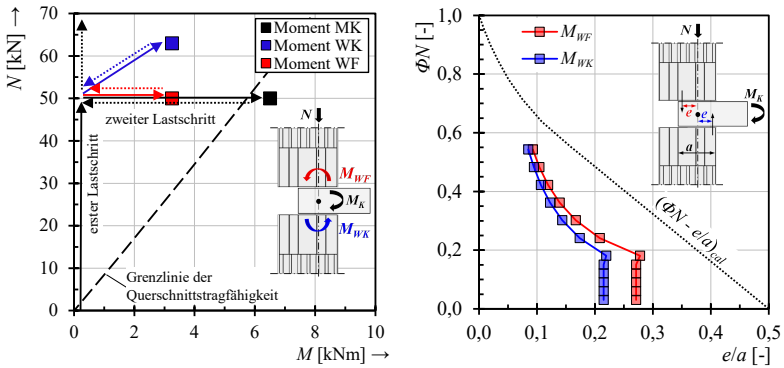 N [kN]
70
60
50
40
30
20
10
0
0
2
4
6
8
10
M [kNm] →
Moment MK
Moment WK
Moment WF
zweiter Lastschritt
erster Lastschritt
Grenzlinie der
Querschnittstragfähigkeit
N
M_WF
M_K
M_WK
ΦN [-]
1,0
0,8
0,6
0,4
0,2
0,0
0,0
0,1
0,2
0,3
0,4
0,5
e/a [-]
M_WF
M_WK
(ΦN - e/a)_cal
N
M_K
e
e
a